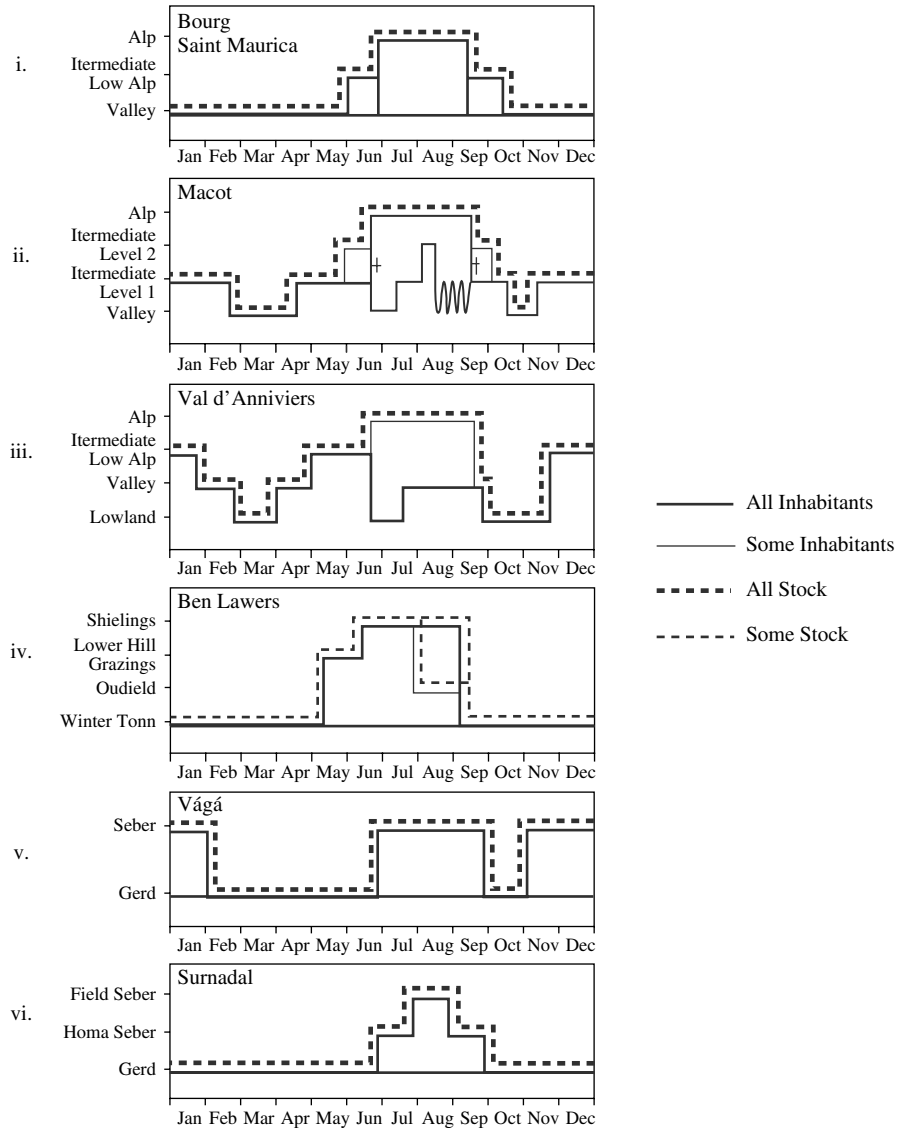 i.
Bourg
Saint Maurica
Alp
Itermediate
Low Alp
Valley
Jan Feb Mar Apr May Jun Jul Aug Sep Oct Nov Dec
ii.
Macot
Alp
Itermediate
Level 2
Itermediate
Level 1
Valley
Jan Feb Mar Apr May Jun Jul Aug Sep Oct Nov Dec
iii.
Val d'Anniviers
Alp
Itermediate
Low Alp
Valley
Lowland
Jan Feb Mar Apr May Jun Jul Aug Sep Oct Nov Dec
iv.
Ben Lawers
Shielings
Lower Hill
Grazings
Oudield
Winter Tonn
Jan Feb Mar Apr May Jun Jul Aug Sep Oct Nov Dec
v.
Vágá
Seber
Gerd
Jan Feb Mar Apr May Jun Jul Aug Sep Oct Nov Dec
vi.
Surnadal
Field Seber
Homa Seber
Gerd
Jan Feb Mar Apr May Jun Jul Aug Sep Oct Nov Dec
All Inhabitants
Some Inhabitants
All Stock
Some Stock